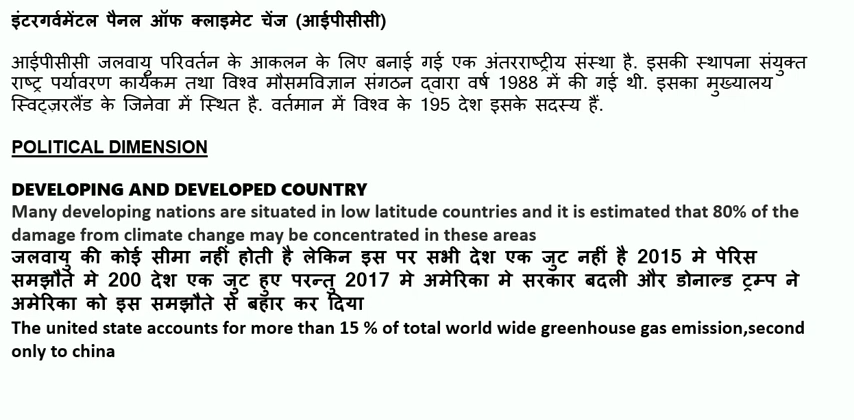 इंटरगर्वमेंटल पैनल ऑफ क्लाइमेट चेंज (आईपीसीसी)
आईपीसीसी जलवायु परिवर्तन के आकलन के लिए बनाई गई एक अंतरराष्ट्रीय संस्था है. इसकी स्थापना संयुक्त
राष्ट्र पर्यावरण कार्यक्रम तथा विश्व मौसमविज्ञान संगठन द्वारा वर्ष 1988 में की गई थी. इसका मुख्यालय
स्विट्ज़रलैंड के जिनेवा में स्थित है. वर्तमान में विश्व के 195 देश इसके सदस्य हैं.
POLITICAL DIMENSION
DEVELOPING AND DEVELOPED COUNTRY
Many developing nations are situated in low latitude countries and it is estimated that 80% of the
damage from climate change may be concentrated in these areas
जलवायु की कोई सीमा नहीं होती है लेकिन इस पर सभी देश एक जुट नहीं है 2015 मे पेरिस
समझौते मे 200 देश एक जुट हुए परन्तु 2017 मे अमेरिका मे सरकार बदली और डोनाल्ड ट्रम्प ने
अमेरिका को इस समझौते से बहार कर दिया
The united state accounts for more than 15 % of total world wide greenhouse gas emission,second
only to china